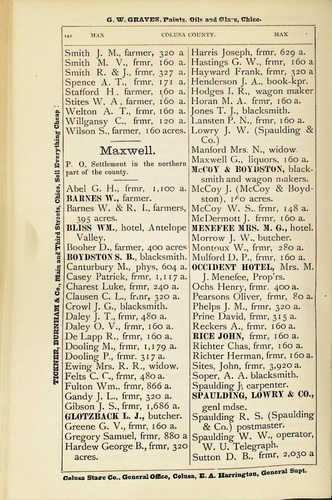 G. W. GRAVES. Paints, Oils and Glass, Chico.
142 MAX COLUSA COUNTY. MAX
Smith J. M., farmer, 320 a
Smith M. V., frmr, 160 a.
Smith R. & J., frmr, 327 a.
Spence A. T., frmr, 171 a.
Stafford H., farmer, 160 a.
Stites W. A., farmer, 160 a
Welton A. T., frmr, 160 a.
Willgansy C., frmr, 120 a.
Wilson S., farmer, 160 acres.
Maxwell.
P. O. Settlement in the northern
part of the county.
Abel G. H., frmr, 1,100 a.
BARNES W., farmer.
Barnes W. & R. I., farmers,
395 acres.
BLISS WM., hotel, Antelope
Valley.
Booher D., farmer, 400 acres
BOYDSTON S. B., blacksmith.
Canturbury M., phys, 604 a.
Casey Patrick, frmr, 1,117 a.
Charest Luke, frmr, 240 a.
Clausen C. L., frmr, 320 a.
Crowl J. G., blacksmith.
Daley J. T., frmr, 480 a.
Daley O. V., frmr, 160 a.
De Lapp R., frmr, 160 a.
Dooling M., frmr, 1,179 a.
Dooling P., frmr. 317 a.
Ewing Mrs. R. R., widow.
Felts C. C., frmr, 480 a.
Fulton Wm., frmr, 866 a.
Gandy J. L., frmr, 320 a.
Gibson J. S., frmr, 1,686 a.
GLOTZBACK L. J., butcher.
Greene G. V., frmr, 160 a.
Gregory Samuel, frmr, 880 a
Hardew George B., frmr, 320
acres.
Harris Joseph, frmr, 629 a.
Hastings G. W., frmr, 160 a
Hayward Frank, frmr, 320 a
Henderson J. A., book-kpr.
Hodges I. R., wagon maker
Horan M. A., frmr, 160 a.
Jones T. J., blacksmith.
Lansten P. N., frmr, 160 a.
Lowry J. W. (Spaulding &
Co.)
Manford Mrs. N., widow.
Maxwell G., liquors, 160 a.
McCOY & BOYDSTON, black-
smith and wagon makers.
McCoy J. (McCoy & Boyd-
ston), 160 acres.
McCoy W. S., frmr, 148 a.
McDermott J., frmr, 160 a.
MENEFEE MRS. M. G., hotel.
Morrow J. W., butcher.
Montoux W., frmr, 280 a.
Mulford D. P., frmr, 160 a.
OCCIDENT HOTEL, Mrs. M.
J. Menefee, Prop'rs.
Ochs Henry, frmr. 400 a.
Pearsons Oliver, frmr, 80 a.
Phelps J. M., frmr, 320 a.
Prine David, frmr, 315 a.
Reckers A., frmr, 160 a.
RICE JOHN, frmr, 160 a.
Richter Chas, frmr, 160 a.
Richter Herman, frmr, 160 a.
Sites, John, frmr, 3,920 a.
Soper, A. A., blacksmith.
Spaulding J; carpenter.
SPAULDING, LOWRY & CO.,
genl mdse.
Spaulding R. S. (Spaulding
& Co.) postmaster.
Spaulding W. W., operator,
W. U. Telegraph.
Sutton D. B., frmr, 2,030 a
TICKNER, BURNHAM & Co., Main and Third Streets, Chico. Sell Everything Cheap
Colusa Stage Co., General Office, Colusa, E. A. Harrington, General Supt.